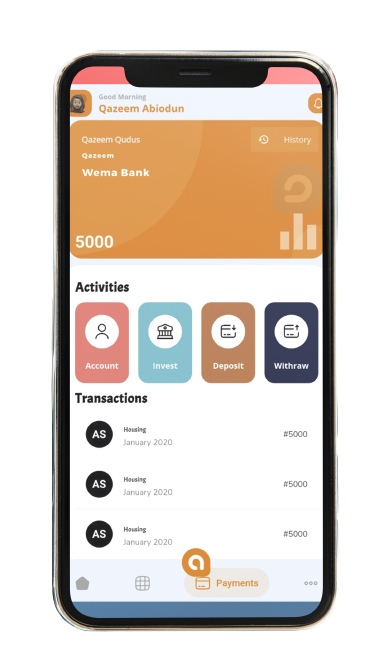 Good Morning
Qazeem Abiodun
Qazeem Qudus
History
Qazeem
Wema Bank
5000
Activities
Account
Invest
Deposit
Withraw
Transactions
AS
Housing
January 2020
#5000
AS
Housing
January 2020
#5000
AS
Housing
January 2020
#5000
a
Payments